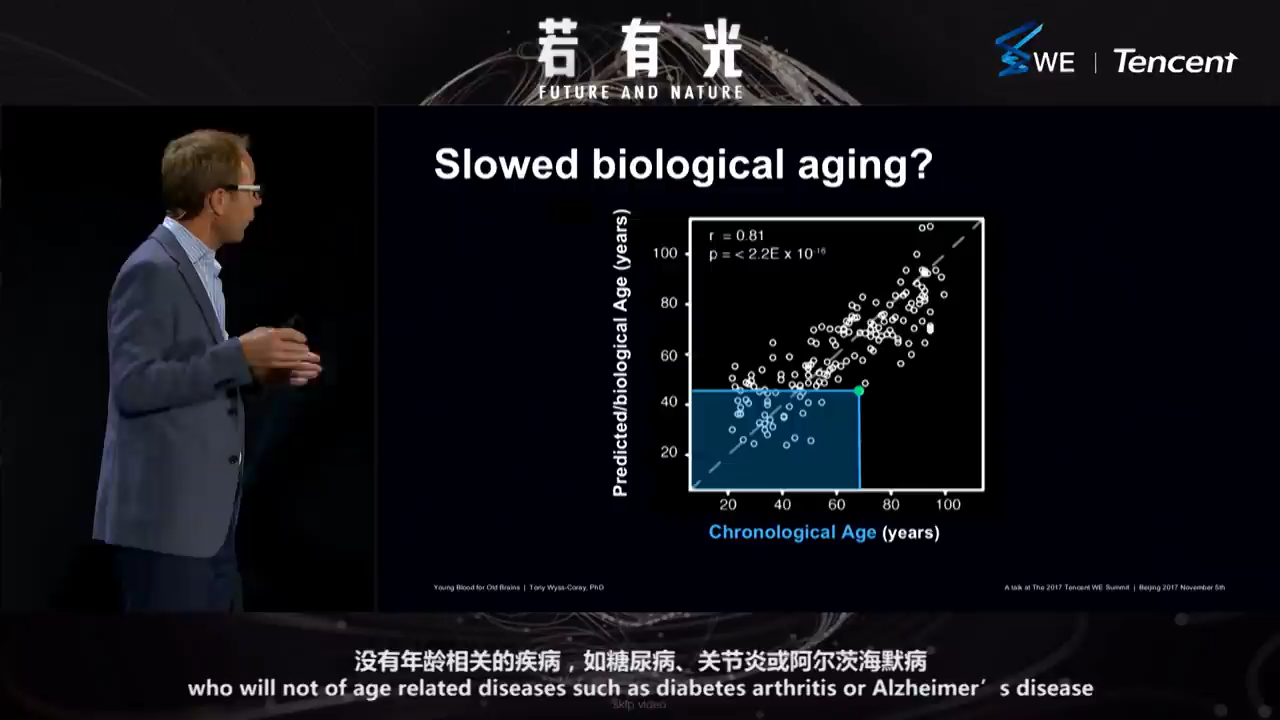 若有光
FUTURE AND NATURE
WE | Tencent
Slowed biological aging?
Predicted/biological Age (years)
r = 0.81
p = < 2.2E x 10-16
100
80
60
40
20
20 40 60 80 100
Chronological Age (years)
Young Blood for Old Brains | Tony Wyss-Coray, PhD
A talk at The 2017 Tencent WE Summit | Beijing 2017 November 5th
没有年龄相关的疾病，如糖尿病、关节炎或阿尔茨海默病
who will not of age related diseases such as diabetes arthritis or Alzheimer's disease
skip video